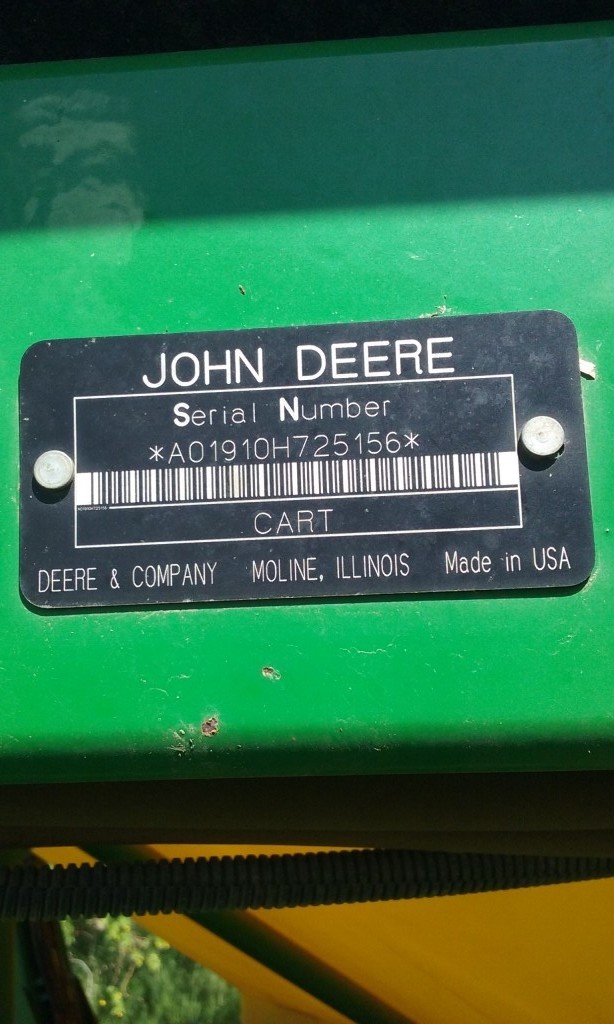 JOHN DEERE
Serial Number
*A01910H725156*
CART
DEERE & COMPANY MOLINE, ILLINOIS Made in USA